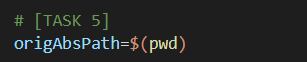 # [TASK 5]
origAbsPath=$(pwd)